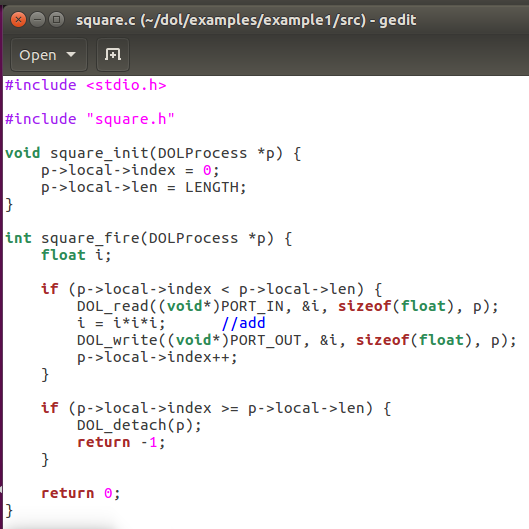 square.c (~/dol/examples/example1/src) - gedit
Open
#include <stdio.h>

#include "square.h"

void square_init(DOLProcess *p) {
    p->local->index = 0;
    p->local->len = LENGTH;
}

int square_fire(DOLProcess *p) {
    float i;

    if (p->local->index < p->local->len) {
        DOL_read((void*)PORT_IN, &i, sizeof(float), p);
        i = i*i*i;      //add
        DOL_write((void*)PORT_OUT, &i, sizeof(float), p);
        p->local->index++;
    }

    if (p->local->index >= p->local->len) {
        DOL_detach(p);
        return -1;
    }

    return 0;
}